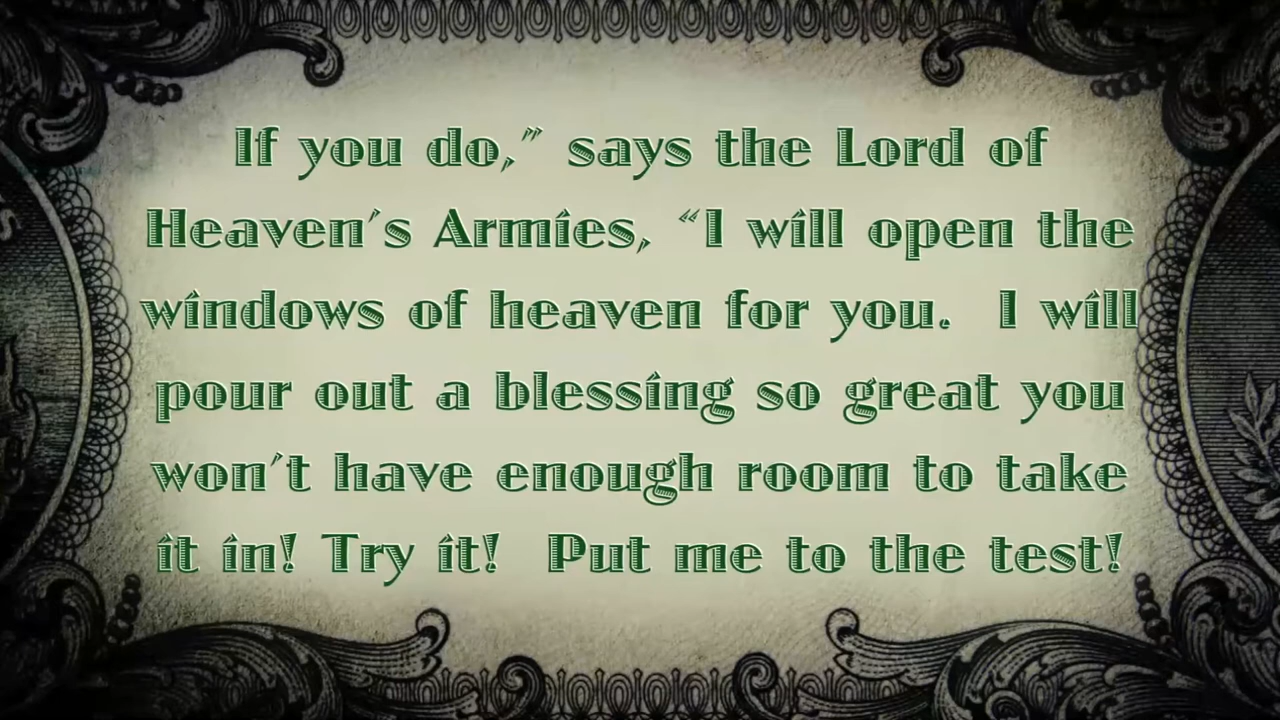 If you do,” says the Lord of
Heaven’s Armies, “I will open the
windows of heaven for you.  I will
pour out a blessing so great you
won’t have enough room to take
it in! Try it!  Put me to the test!